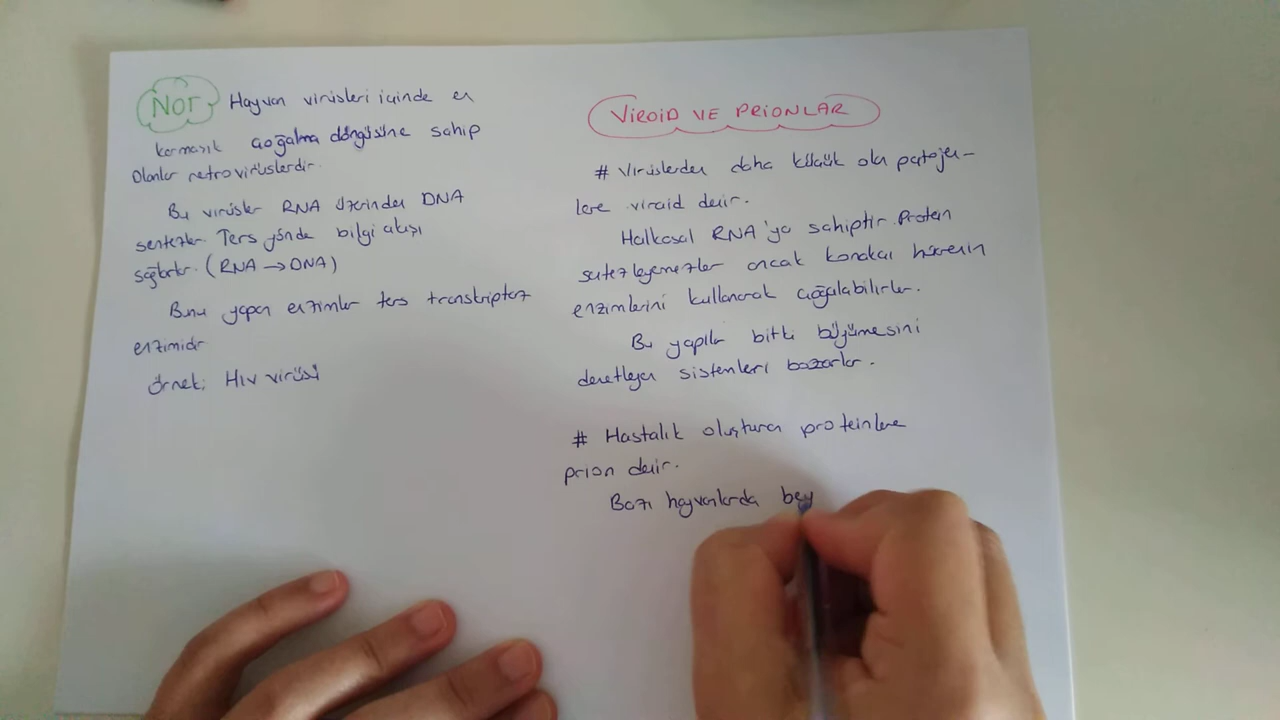 NOT Hayvan virüsleri içinde en
karmaşık çoğalma döngüsüne sahip
olanlar retrovirüslerdir.
Bu virüsler RNA üzerinden DNA
sentezler. Ters yönde bilgi akışı
sağlarlar. (RNA → DNA)
Bunu yapan enzimler ters transkriptaz
enzimidir
Örnek; HIV virüsü
VİROİD VE PRİONLAR
# Virüslerden daha küçük olan patojen-
lere viroid denir.
Halkasal RNA'ya sahiptir. Protein
sentezleyemezler ancak konakçı hücrenin
enzimlerini kullanarak çoğalabilirler.
Bu yapılar bitki büyümesini
denetleyen sistemleri bozarlar.
# Hastalık oluşturan proteinlere
prion denir.
Bazı hayvanlarda bey